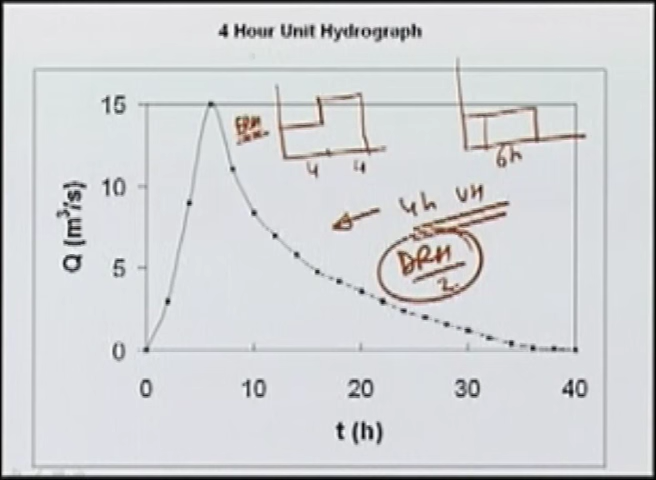 4 Hour Unit Hydrograph
15
10
5
0
Q (m³/s)
0 10 20 30 40
t (h)
ERH
4 4
6h
4h UH
DRH
2